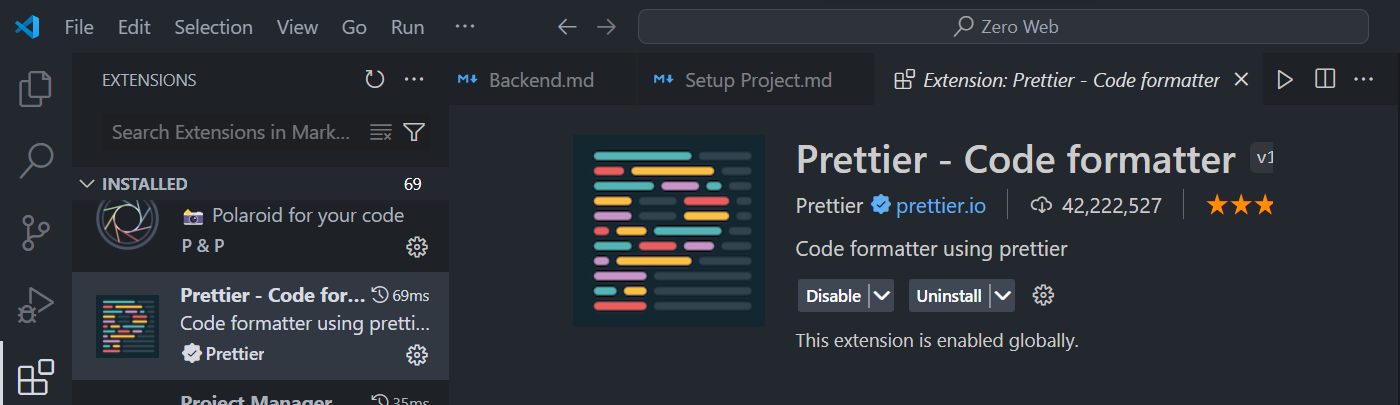 File Edit Selection View Go Run ...
Zero Web
EXTENSIONS
Search Extensions in Mark...
INSTALLED 69
Polaroid for your code
P & P
Prettier - Code for... 69ms
Code formatter using pretti...
Prettier
Project Manager 35ms
Backend.md
Setup Project.md
Extension: Prettier - Code formatter
Prettier - Code formatter v1
Prettier prettier.io 42,222,527
Code formatter using prettier
Disable Uninstall
This extension is enabled globally.